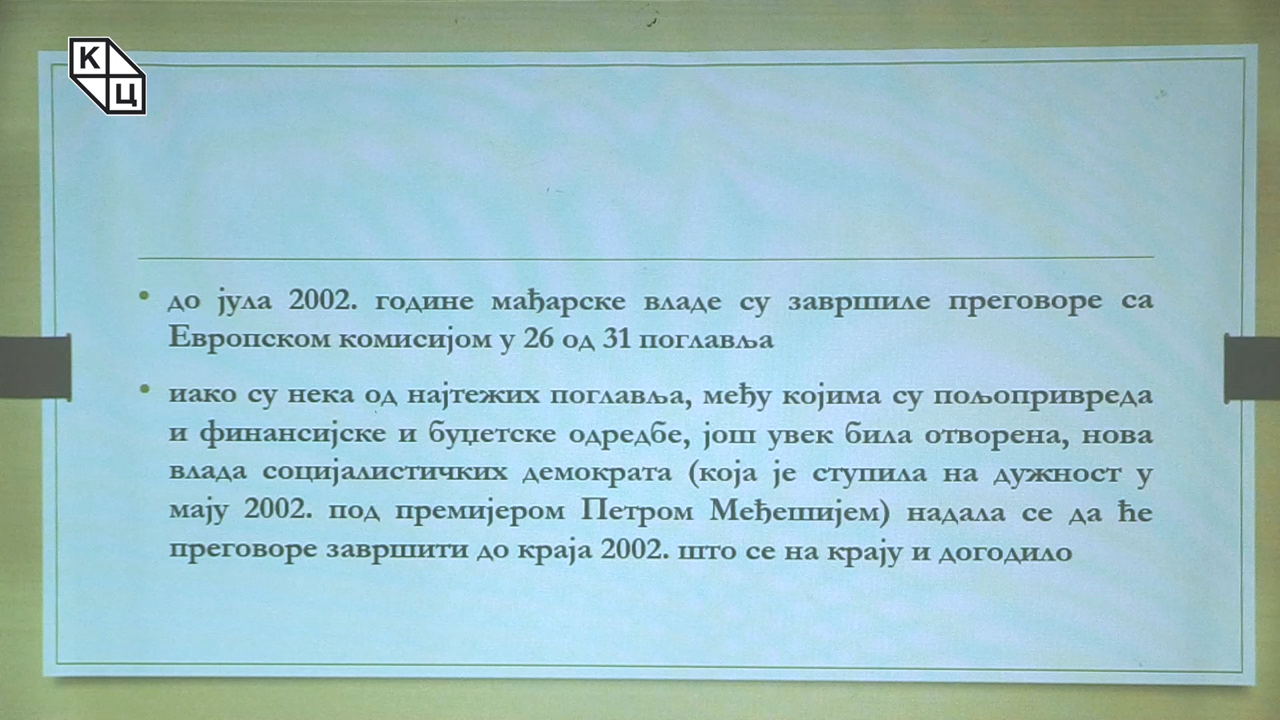 К
Ц
• до јула 2002. године мађарске владе су завршиле преговоре са
Европском комисијом у 26 од 31 поглавља
• иако су нека од најтежих поглавља, међу којима су пољопривреда
и финансијске и буџетске одредбе, још увек била отворена, нова
влада социјалистичких демократа (која је ступила на дужност у
мају 2002. под премијером Петром Међешијем) надала се да ће
преговоре завршити до краја 2002. што се на крају и догодило